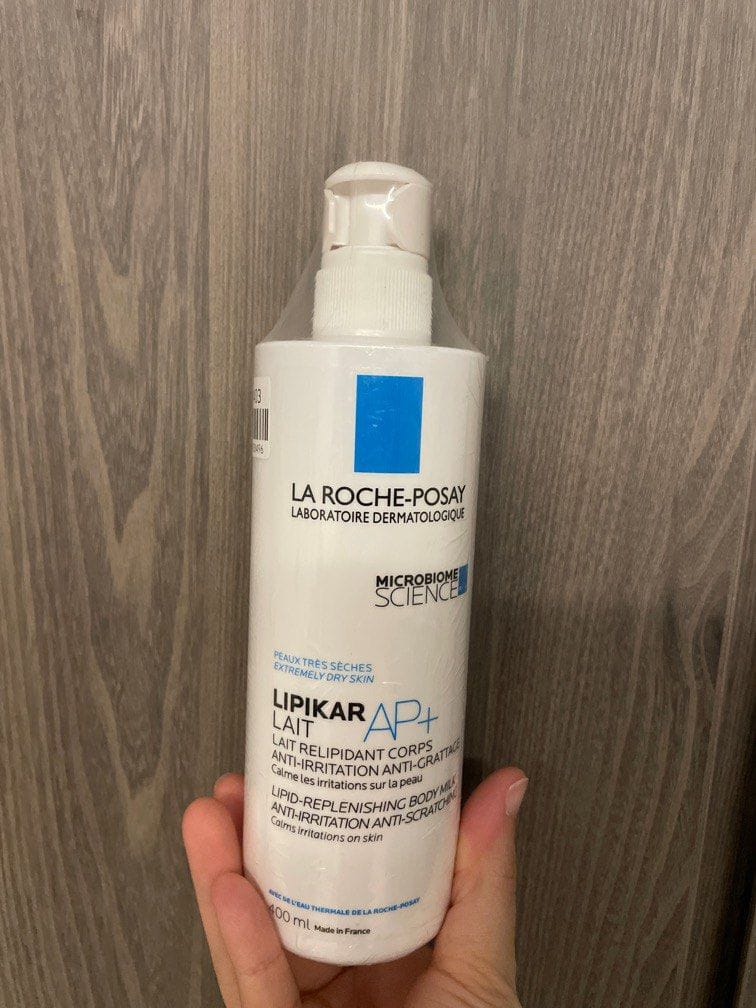 LA ROCHE-POSAY
LABORATOIRE DERMATOLOGIQUE
MICROBIOME
SCIENCE
PEAUX TRÈS SÈCHES
EXTREMELY DRY SKIN
LIPIKAR
LAIT AP+
LAIT RELIPIDANT CORPS
ANTI-IRRITATION ANTI-GRATTAGE
Calme les irritations sur la peau
LIPID-REPLENISHING BODY MILK
ANTI-IRRITATION ANTI-SCRATCHING
Calms irritations on skin
AVEC DE L'EAU THERMALE DE LA ROCHE-POSAY
400 ml Made in France